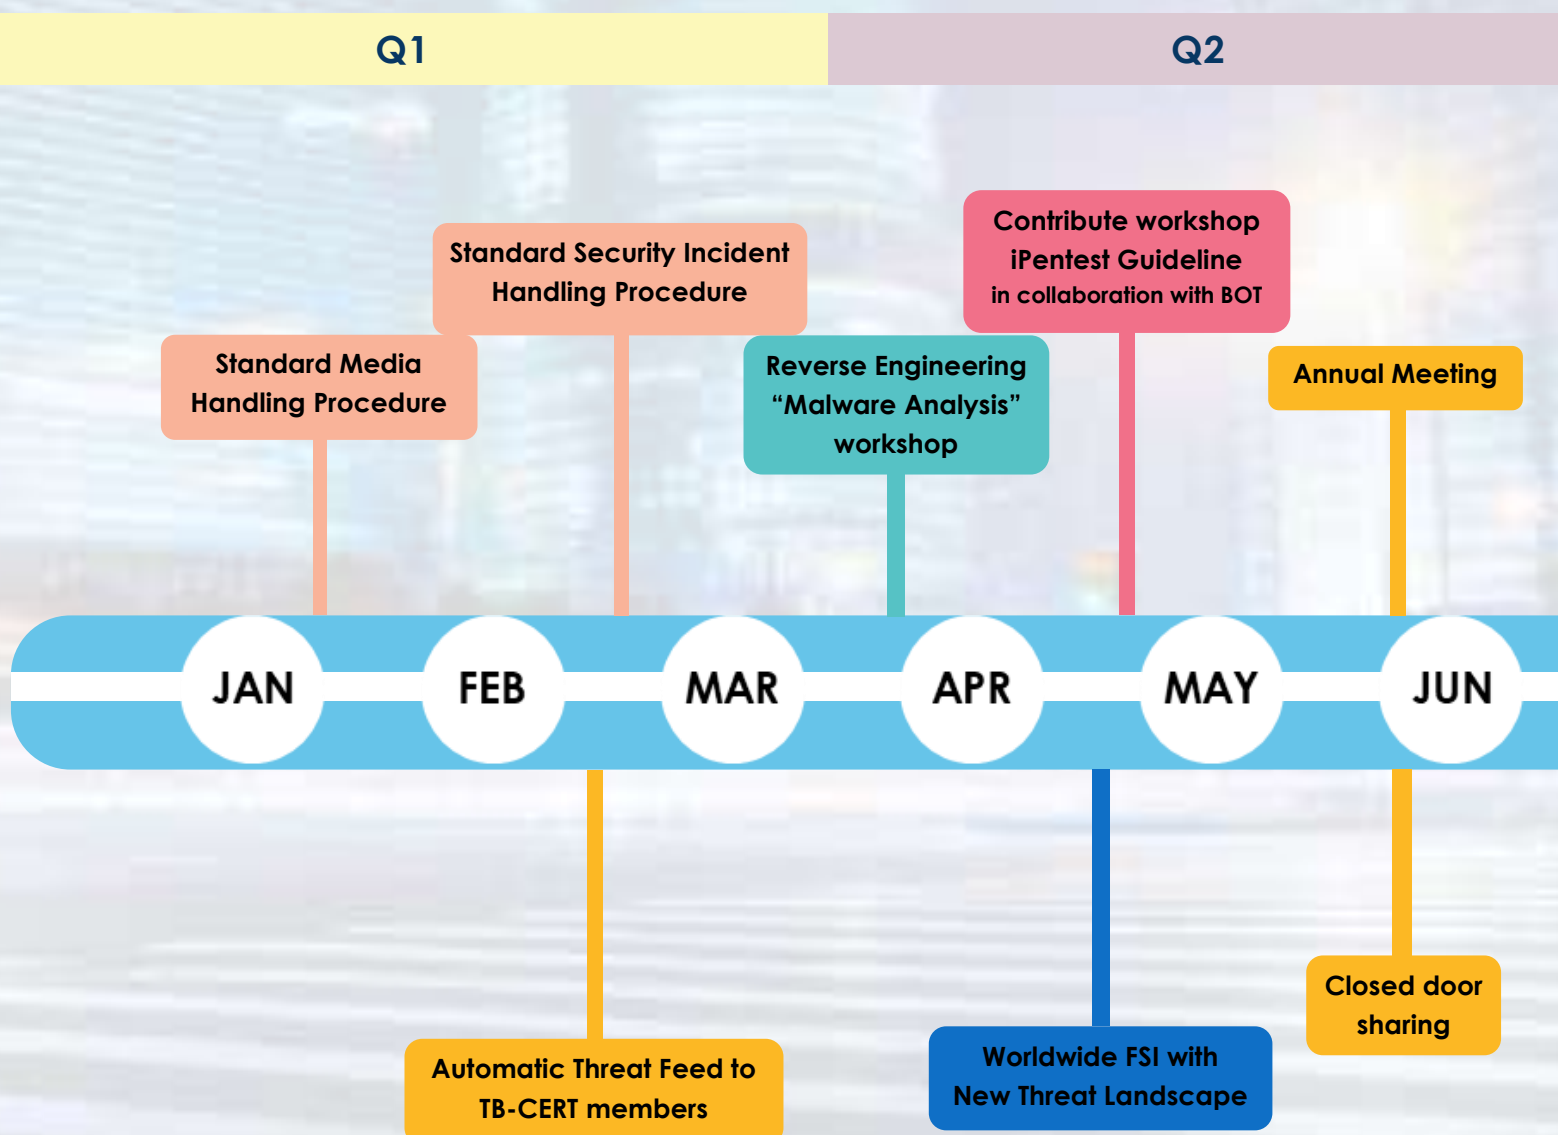 Q1
Q2
Contribute workshop
iPentest Guideline
in collaboration with BOT
Standard Security Incident
Handling Procedure
Standard Media
Handling Procedure
Reverse Engineering
“Malware Analysis”
workshop
Annual Meeting
JAN
FEB
MAR
APR
MAY
JUN
Closed door
sharing
Automatic Threat Feed to
TB-CERT members
Worldwide FSI with
New Threat Landscape